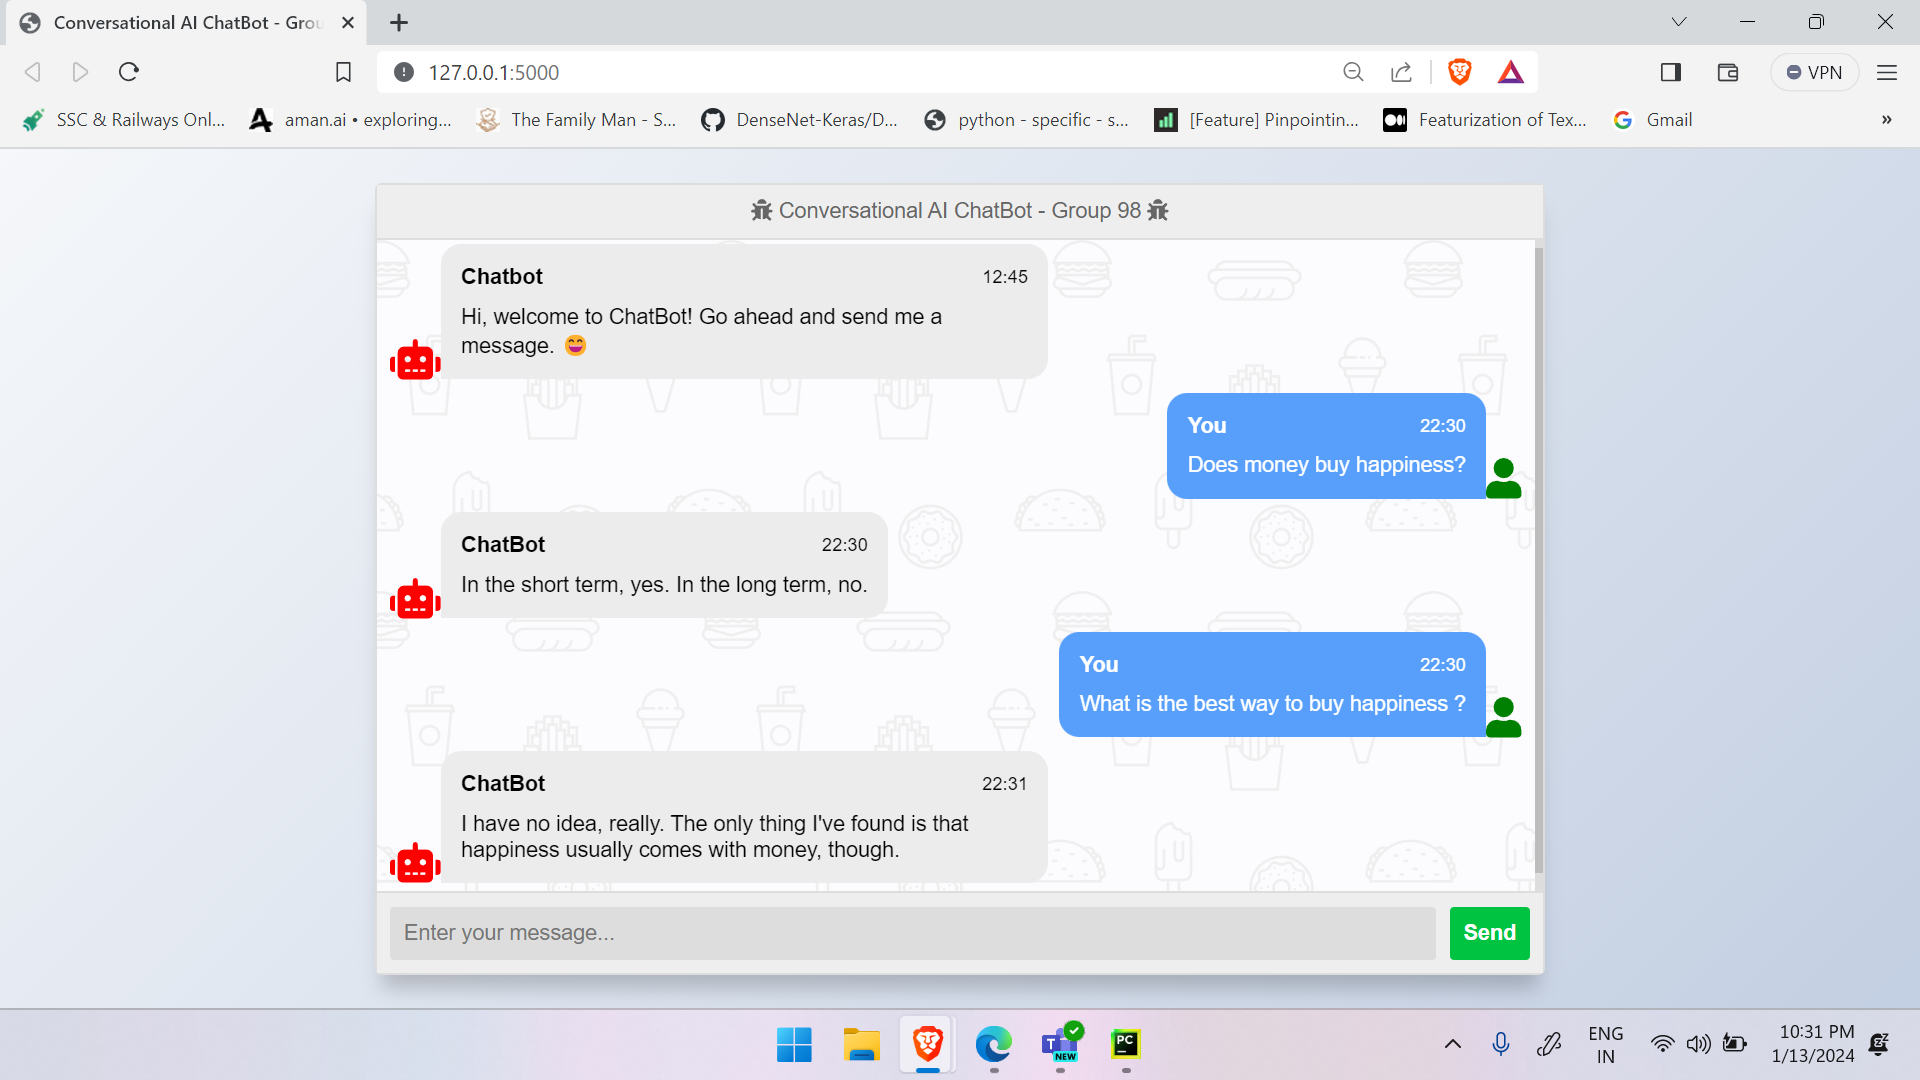 Conversational AI ChatBot - Grou
127.0.0.1:5000
VPN
SSC & Railways Onl...
aman.ai • exploring...
The Family Man - S...
DenseNet-Keras/D...
python - specific - s...
[Feature] Pinpointin...
Featurization of Tex...
Gmail
»
Conversational AI ChatBot - Group 98
Chatbot 12:45
Hi, welcome to ChatBot! Go ahead and send me a
message. 😄
You 22:30
Does money buy happiness?
ChatBot 22:30
In the short term, yes. In the long term, no.
You 22:30
What is the best way to buy happiness ?
ChatBot 22:31
I have no idea, really. The only thing I've found is that
happiness usually comes with money, though.
Enter your message...
Send
T
NEW
PC
ENG
IN
10:31 PM
1/13/2024